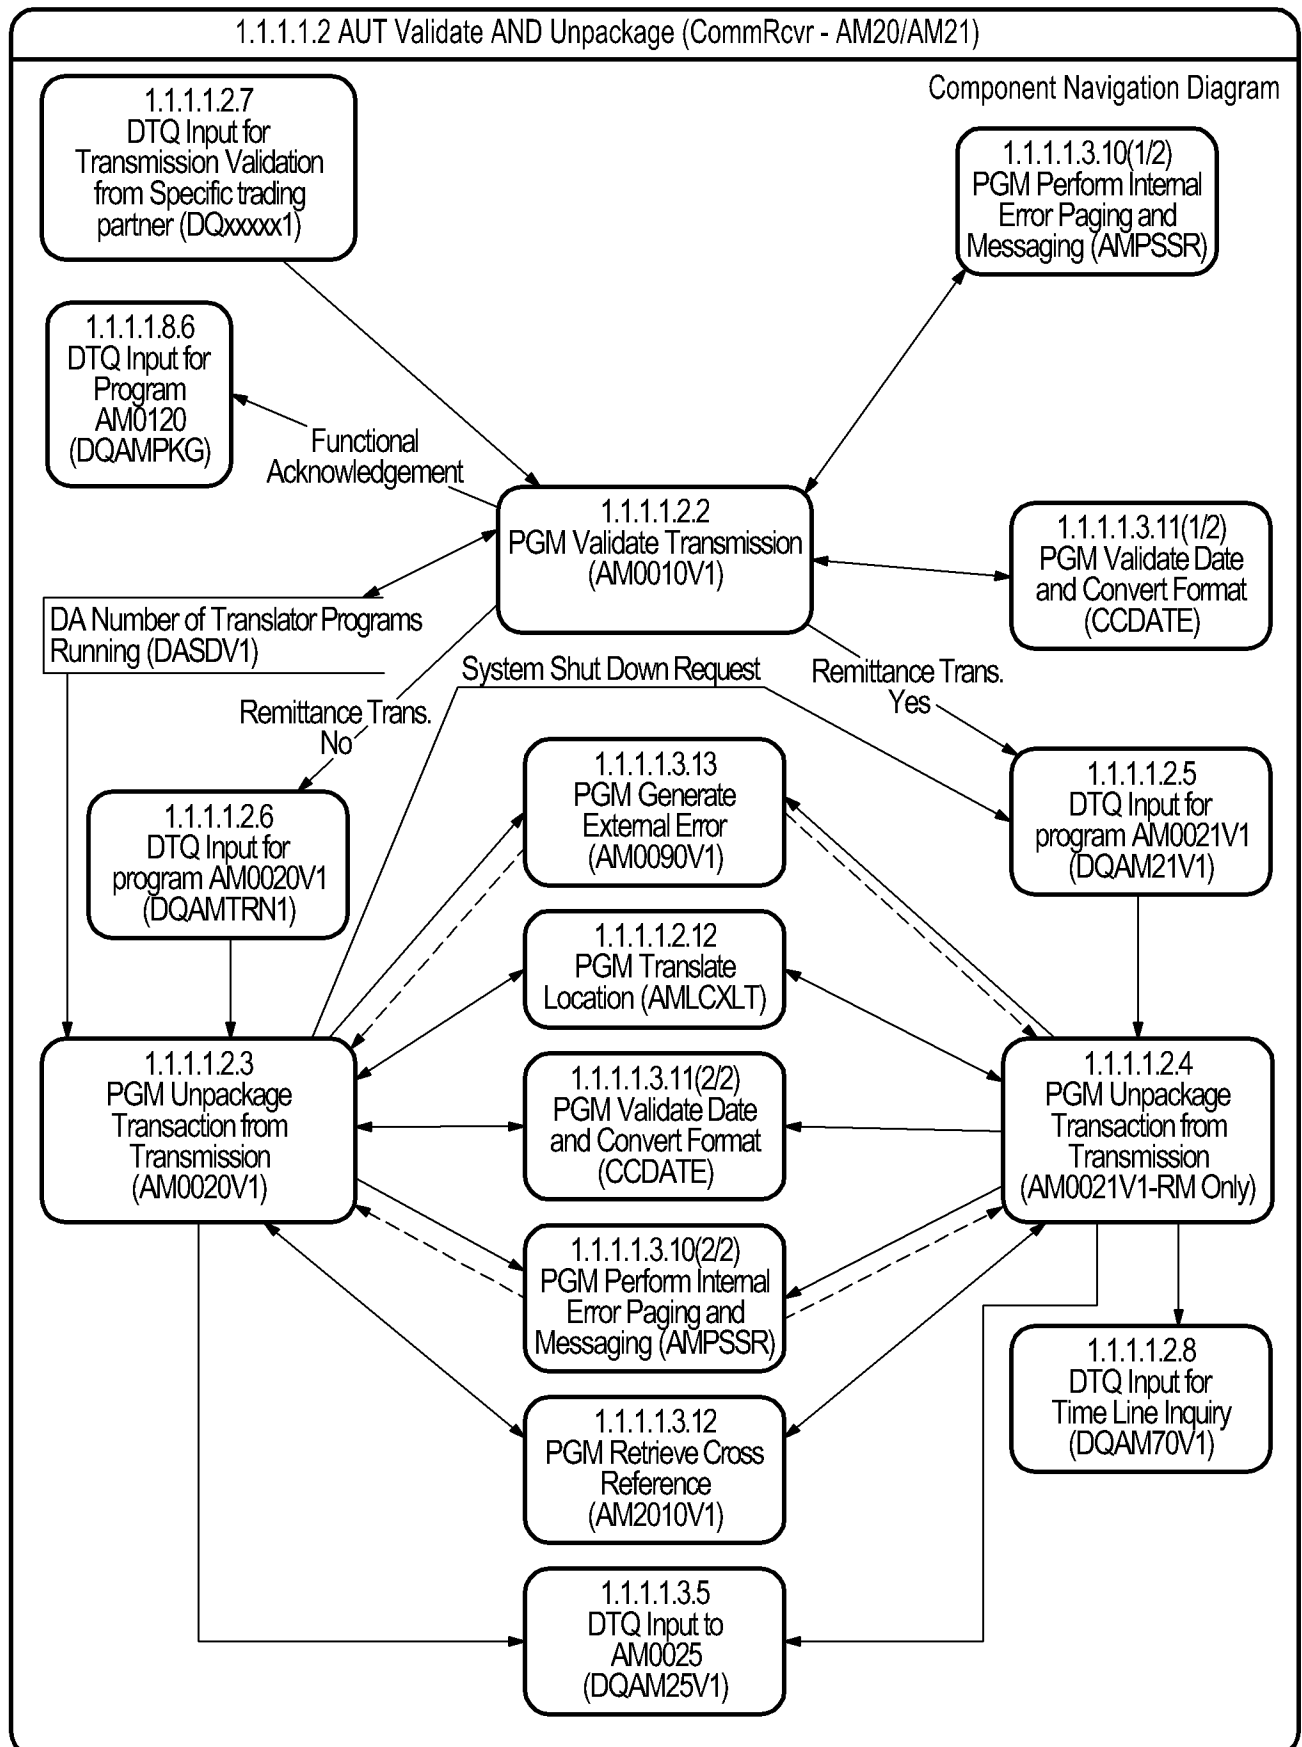 1.1.1.1.2 AUT Validate AND Unpackage (CommRcvr - AM20/AM21)
Component Navigation Diagram
1.1.1.1.2.7
DTQ Input for
Transmission Validation
from Specific trading
partner (DQxxxxx1)
1.1.1.1.3.10(1/2)
PGM Perform Internal
Error Paging and
Messaging (AMPSSR)
1.1.1.1.8.6
DTQ Input for
Program
AM0120
(DQAMPKG)
Functional
Acknowledgement
1.1.1.1.2.2
PGM Validate Transmission
(AM0010V1)
1.1.1.1.3.11(1/2)
PGM Validate Date
and Convert Format
(CCDATE)
DA Number of Translator Programs
Running (DASDV1)
System Shut Down Request
Remittance Trans.
Yes
Remittance Trans.
No
1.1.1.1.3.13
PGM Generate
External Error
(AM0090V1)
1.1.1.1.2.5
DTQ Input for
program AM0021V1
(DQAM21V1)
1.1.1.1.2.6
DTQ Input for
program AM0020V1
(DQAMTRN1)
1.1.1.1.2.12
PGM Translate
Location (AMLCXLT)
1.1.1.1.2.3
PGM Unpackage
Transaction from
Transmission
(AM0020V1)
1.1.1.1.3.11(2/2)
PGM Validate Date
and Convert Format
(CCDATE)
1.1.1.1.2.4
PGM Unpackage
Transaction from
Transmission
(AM0021V1-RM Only)
1.1.1.1.3.10(2/2)
PGM Perform Internal
Error Paging and
Messaging (AMPSSR)
1.1.1.1.2.8
DTQ Input for
Time Line Inquiry
(DQAM70V1)
1.1.1.1.3.12
PGM Retrieve Cross
Reference
(AM2010V1)
1.1.1.1.3.5
DTQ Input to
AM0025
(DQAM25V1)